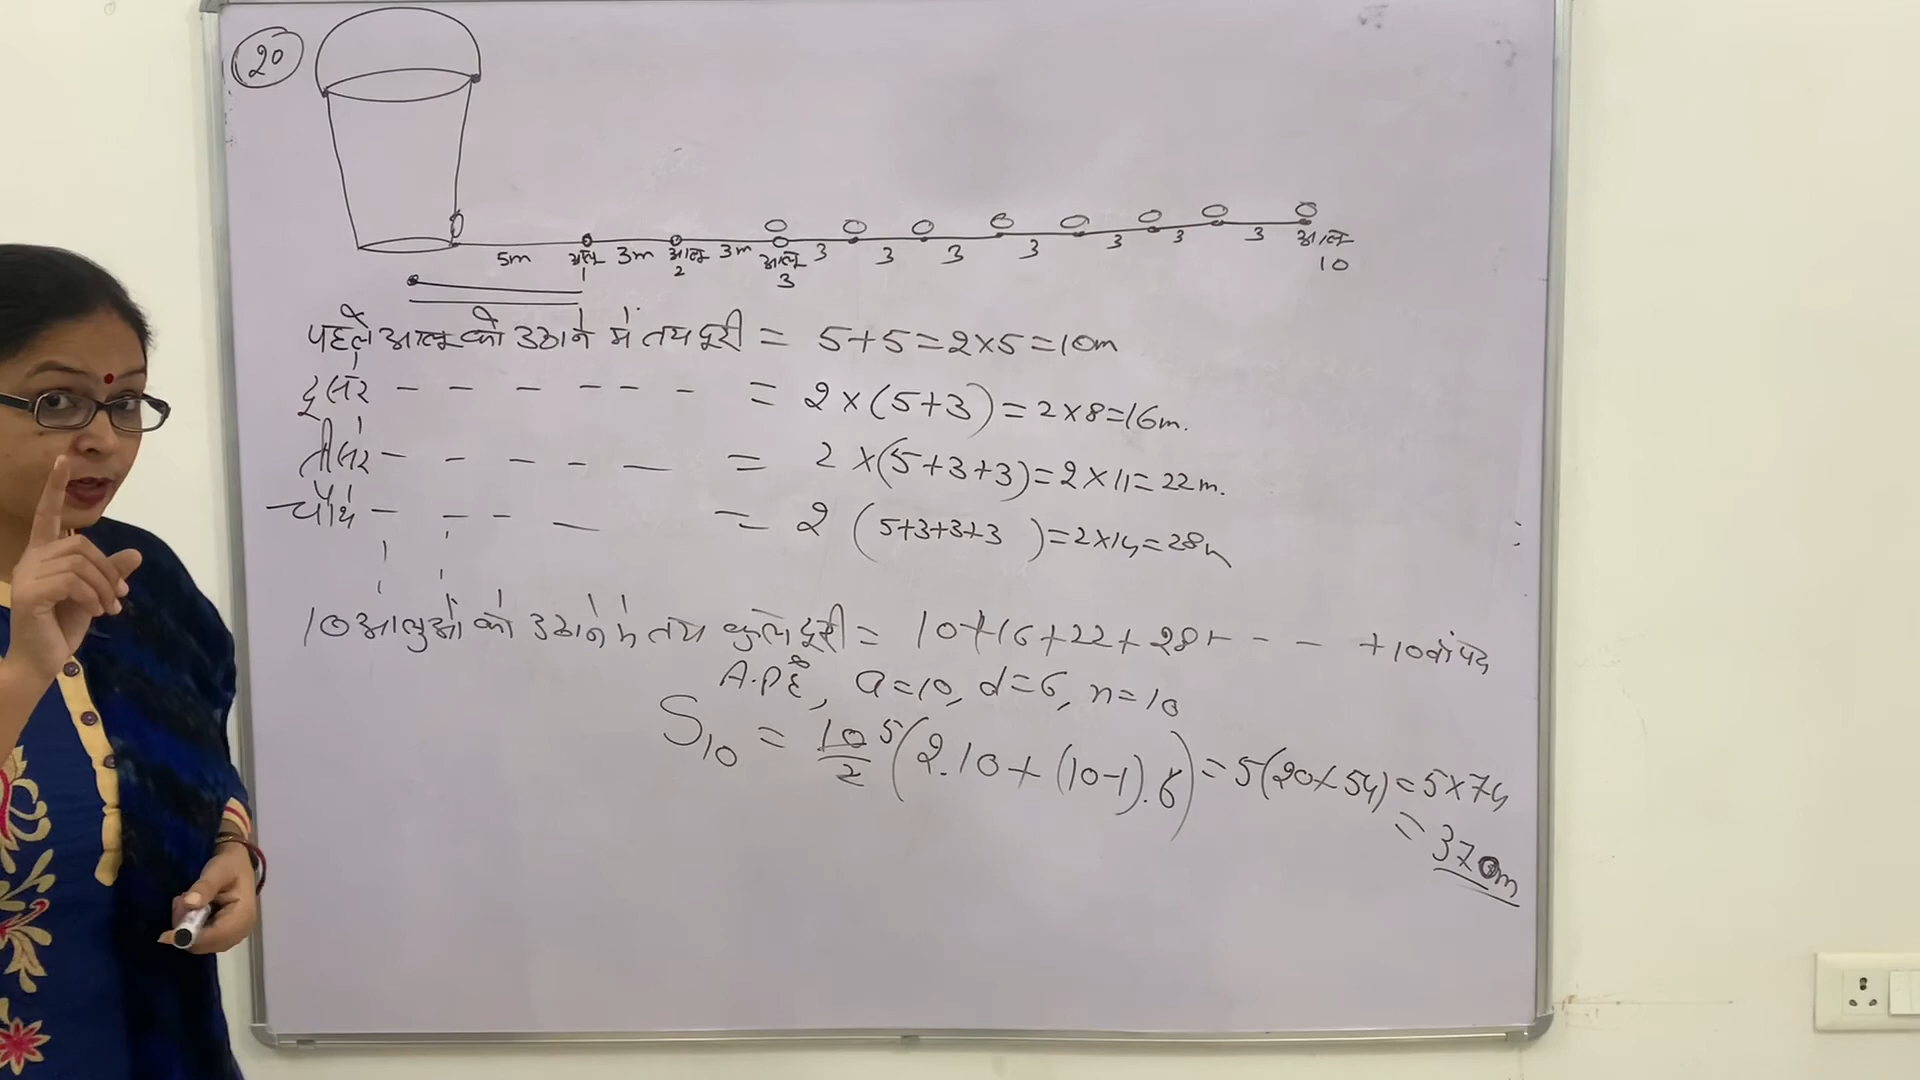 20
5m आलू 1 3m आलू 2 3m आलू 3 3 3 3 3 3 3 3 आलू 10
पहले आलू को उठाने में तय दूरी = 5+5=2×5=10m
दूसरे - - - - - - - = 2×(5+3)=2×8=16m.
तीसरे - - - - - = 2×(5+3+3)=2×11=22m.
चौथे - - - - = 2 (5+3+3+3)=2×14=28m
10 आलुओं को उठाने में तय कुल दूरी = 10+16+22+28+ - - - +10वां पद
A.P है, a=10, d=6, n=10
S10 = 10/2 5 (2.10+(10-1).6) = 5(20+54) = 5×74
= 370m